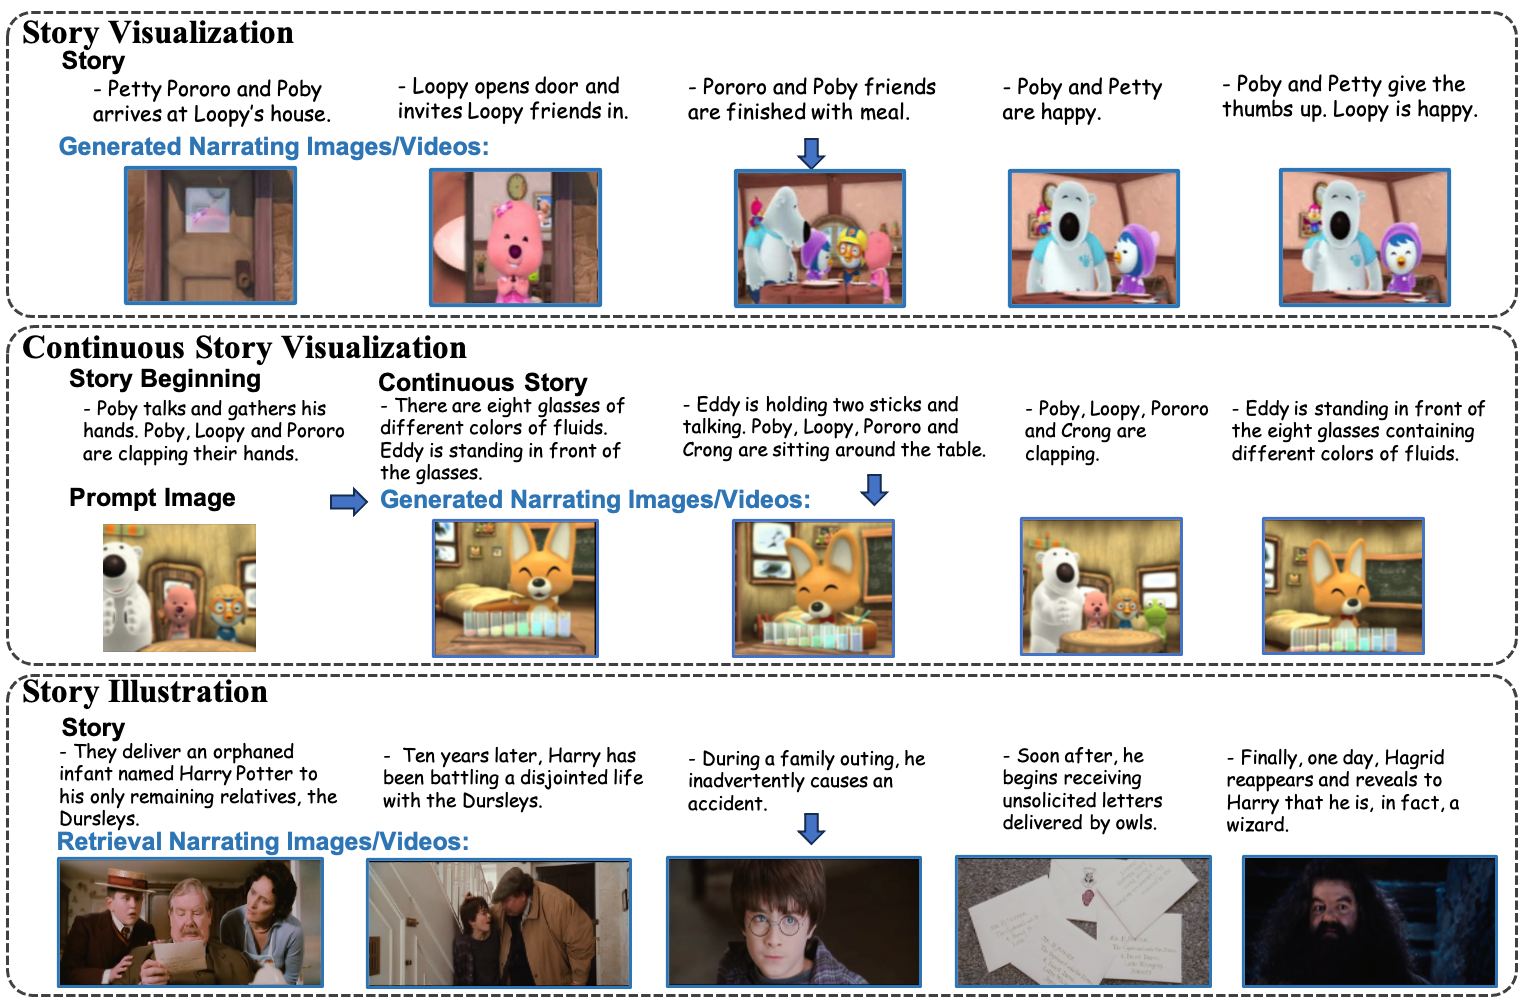 Story Visualization
Story
- Petty Pororo and Poby
arrives at Loopy's house.
- Loopy opens door and
invites Loopy friends in.
- Pororo and Poby friends
are finished with meal.
- Poby and Petty
are happy.
- Poby and Petty give the
thumbs up. Loopy is happy.
Generated Narrating Images/Videos:
Continuous Story Visualization
Story Beginning
- Poby talks and gathers his
hands. Poby, Loopy and Pororo
are clapping their hands.
Prompt Image
Continuous Story
- There are eight glasses of
different colors of fluids.
Eddy is standing in front of
the glasses.
- Eddy is holding two sticks and
talking. Poby, Loopy, Pororo and
Crong are sitting around the table.
- Poby, Loopy, Pororo
and Crong are
clapping.
- Eddy is standing in front of
the eight glasses containing
different colors of fluids.
Generated Narrating Images/Videos:
Story Illustration
Story
- They deliver an orphaned
infant named Harry Potter to
his only remaining relatives, the
Dursleys.
- Ten years later, Harry has
been battling a disjointed life
with the Dursleys.
- During a family outing, he
inadvertently causes an
accident.
- Soon after, he
begins receiving
unsolicited letters
delivered by owls.
- Finally, one day, Hagrid
reappears and reveals to
Harry that he is, in fact, a
wizard.
Retrieval Narrating Images/Videos: